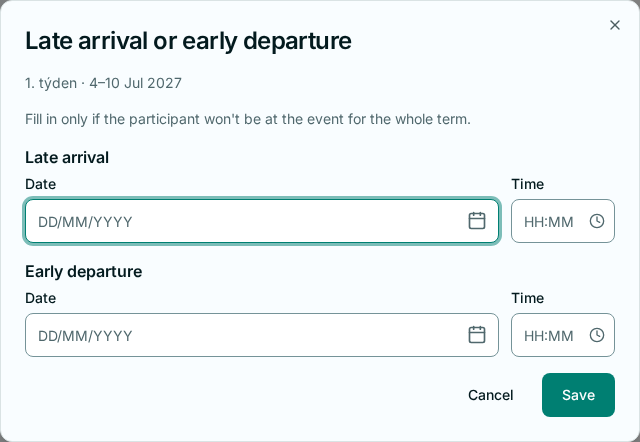 Late arrival or early departure
1. týden · 4–10 Jul 2027
Fill in only if the participant won't be at the event for the whole term.
Late arrival
Date
Time
DD/MM/YYYY
HH:MM
Early departure
Date
Time
DD/MM/YYYY
HH:MM
Cancel
Save